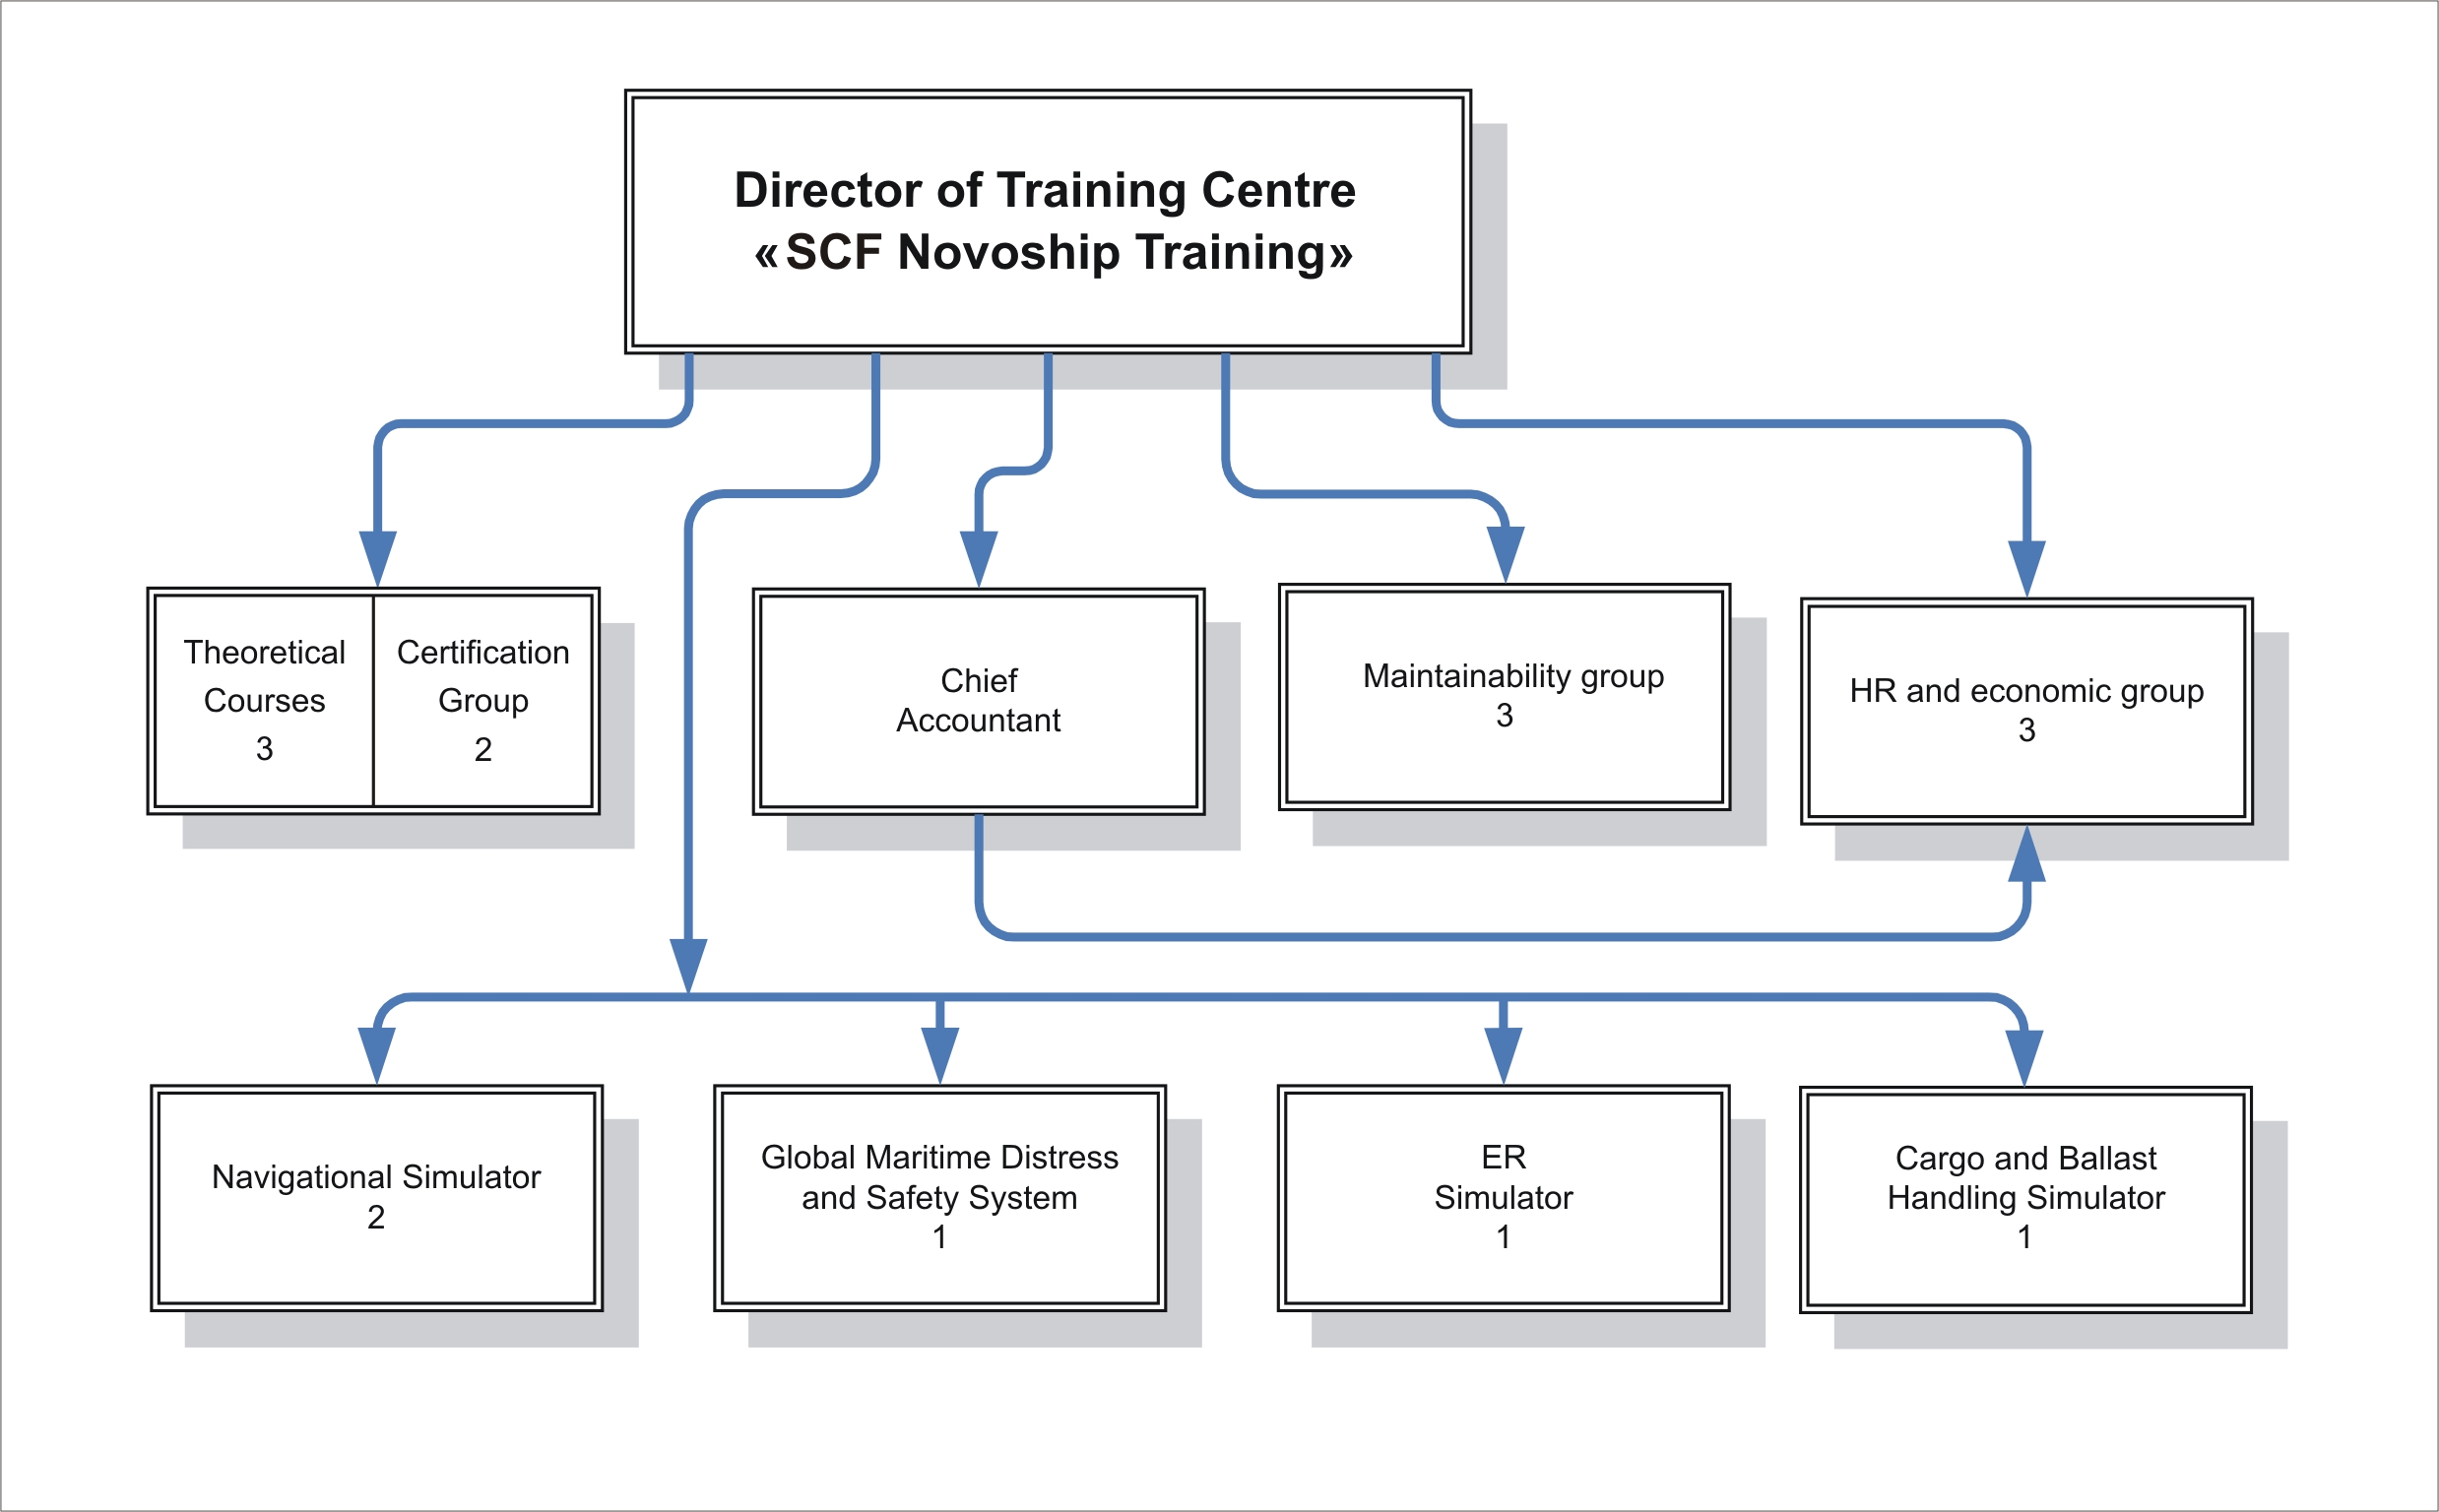 Director of Training Centre
« SCF Novoship Training»
Theoretical
Courses
3
Certification
Group
2
Chief
Accountant
Maintainability group
3
HR and economic group
3
Navigational Simulator
2
Global Maritime Distress
and Safety System
1
ER
Simulator
1
Cargo and Ballast
Handling Simulator
1